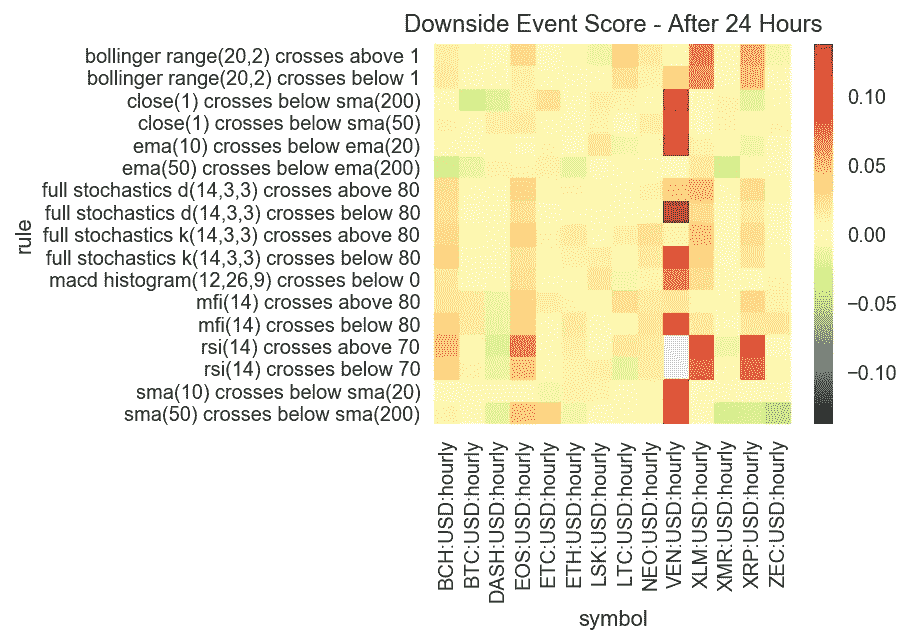 Downside Event Score - After 24 Hours
bollinger range(20,2) crosses above 1
bollinger range(20,2) crosses below 1
close(1) crosses below sma(200)
close(1) crosses below sma(50)
ema(10) crosses below ema(20)
ema(50) crosses below ema(200)
full stochastics d(14,3,3) crosses above 80
full stochastics d(14,3,3) crosses below 80
full stochastics k(14,3,3) crosses above 80
full stochastics k(14,3,3) crosses below 80
macd histogram(12,26,9) crosses below 0
mfi(14) crosses above 80
mfi(14) crosses below 80
rsi(14) crosses above 70
rsi(14) crosses below 70
sma(10) crosses below sma(20)
sma(50) crosses below sma(200)
rule
0.10
0.05
0.00
−0.05
−0.10
BCH:USD:hourly
BTC:USD:hourly
DASH:USD:hourly
EOS:USD:hourly
ETC:USD:hourly
ETH:USD:hourly
LSK:USD:hourly
LTC:USD:hourly
NEO:USD:hourly
VEN:USD:hourly
XLM:USD:hourly
XMR:USD:hourly
XRP:USD:hourly
ZEC:USD:hourly
symbol